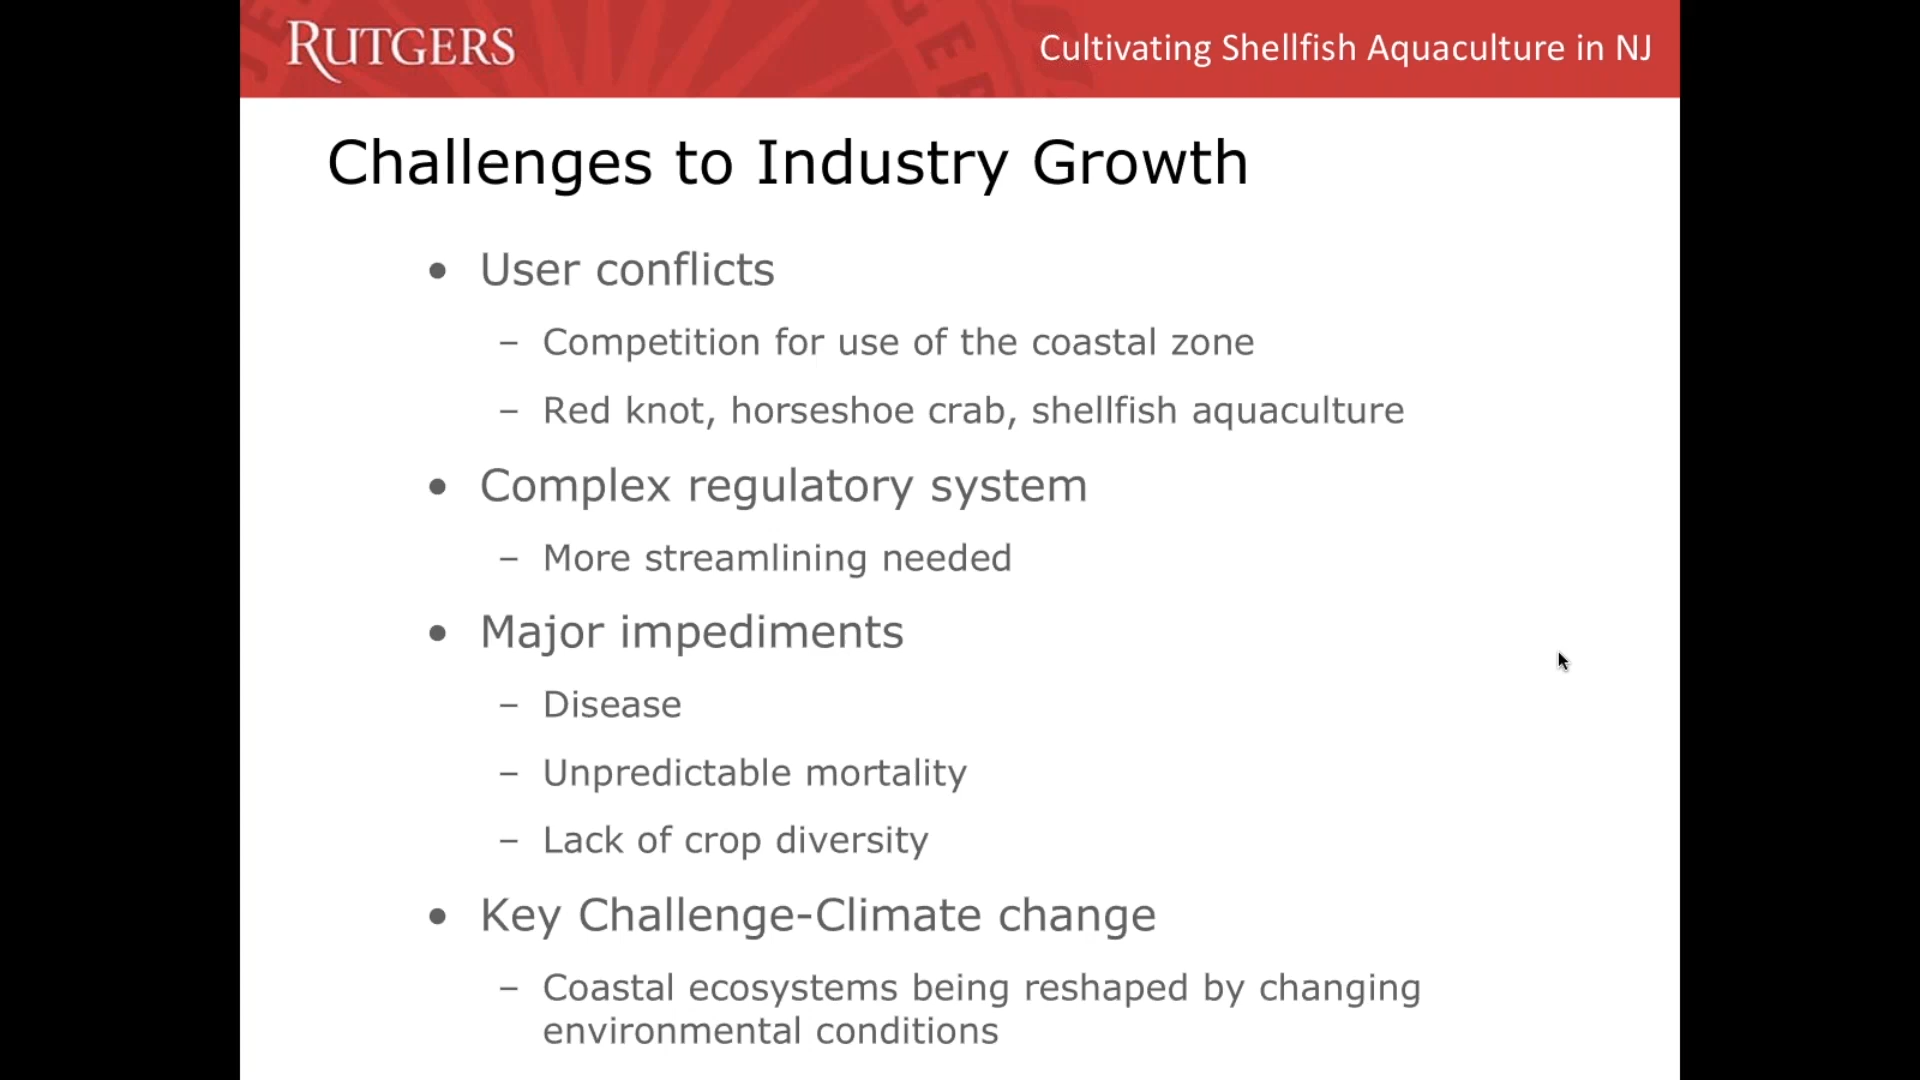 RUTGERS
Cultivating Shellfish Aquaculture in NJ
Challenges to Industry Growth
• User conflicts
– Competition for use of the coastal zone
– Red knot, horseshoe crab, shellfish aquaculture
• Complex regulatory system
– More streamlining needed
• Major impediments
– Disease
– Unpredictable mortality
– Lack of crop diversity
• Key Challenge-Climate change
– Coastal ecosystems being reshaped by changing
environmental conditions